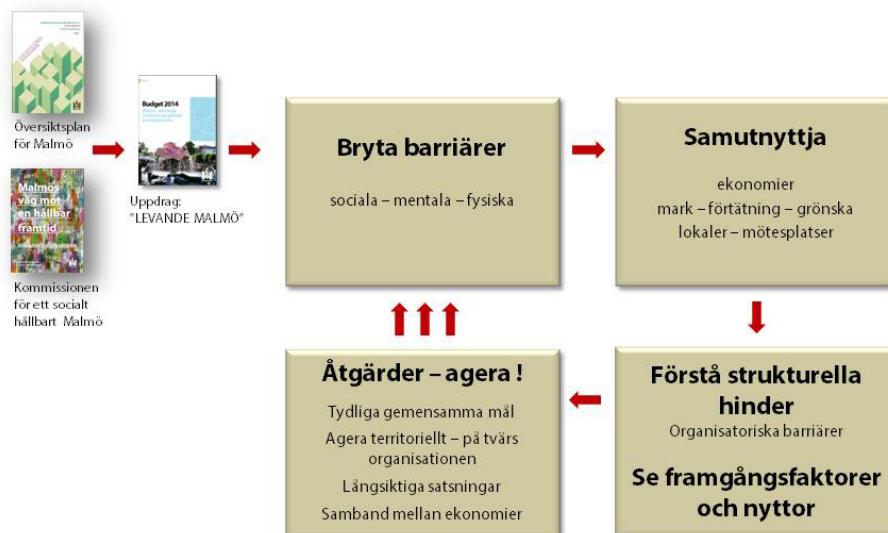 Översiktsplan
för Malmö
Malmös
väg mot
en hållbar
framtid
Kommissionen
för ett socialt
hållbart Malmö
Budget 2014
Uppdrag:
"LEVANDE MALMÖ"
Bryta barriärer
sociala – mentala – fysiska
Samutnyttja
ekonomier
mark – förtätning – grönska
lokaler – mötesplatser
Förstå strukturella
hinder
Organisatoriska barriärer
Se framgångsfaktorer
och nyttor
Åtgärder – agera !
Tydliga gemensamma mål
Agera territoriellt – på tvärs
organisationen
Långsiktiga satsningar
Samband mellan ekonomier